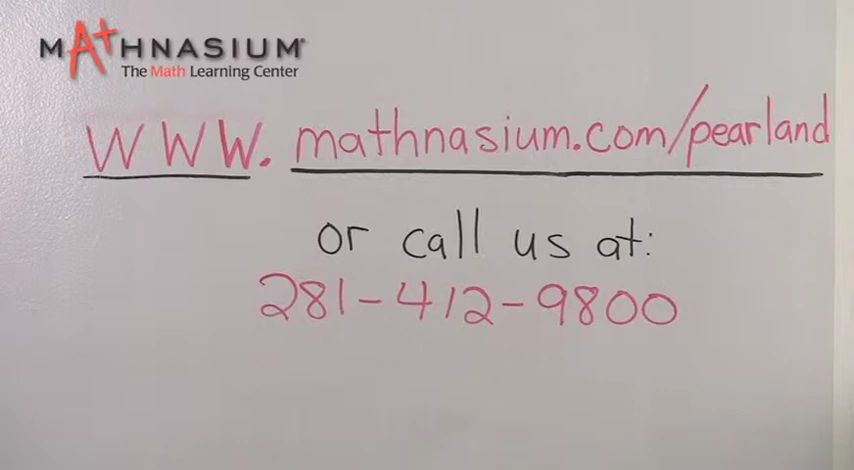 MATHNASIUM®
The Math Learning Center
www. mathnasium.com/pearland
or call us at:
281-412-9800